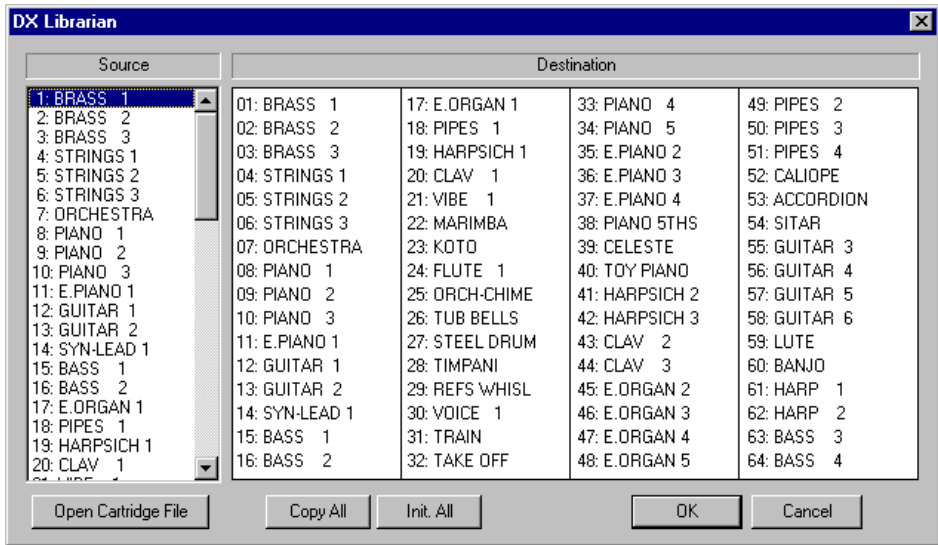 DX Librarian
Source
Destination
1: BRASS 1
2: BRASS 2
3: BRASS 3
4: STRINGS 1
5: STRINGS 2
6: STRINGS 3
7: ORCHESTRA
8: PIANO 1
9: PIANO 2
10: PIANO 3
11: E.PIANO 1
12: GUITAR 1
13: GUITAR 2
14: SYN-LEAD 1
15: BASS 1
16: BASS 2
17: E.ORGAN 1
18: PIPES 1
19: HARPSICH 1
20: CLAV 1
01: BRASS 1
02: BRASS 2
03: BRASS 3
04: STRINGS 1
05: STRINGS 2
06: STRINGS 3
07: ORCHESTRA
08: PIANO 1
09: PIANO 2
10: PIANO 3
11: E.PIANO 1
12: GUITAR 1
13: GUITAR 2
14: SYN-LEAD 1
15: BASS 1
16: BASS 2
17: E.ORGAN 1
18: PIPES 1
19: HARPSICH 1
20: CLAV 1
21: VIBE 1
22: MARIMBA
23: KOTO
24: FLUTE 1
25: ORCH-CHIME
26: TUB BELLS
27: STEEL DRUM
28: TIMPANI
29: REFS WHISL
30: VOICE 1
31: TRAIN
32: TAKE OFF
33: PIANO 4
34: PIANO 5
35: E.PIANO 2
36: E.PIANO 3
37: E.PIANO 4
38: PIANO 5THS
39: CELESTE
40: TOY PIANO
41: HARPSICH 2
42: HARPSICH 3
43: CLAV 2
44: CLAV 3
45: E.ORGAN 2
46: E.ORGAN 3
47: E.ORGAN 4
48: E.ORGAN 5
49: PIPES 2
50: PIPES 3
51: PIPES 4
52: CALIOPE
53: ACCORDION
54: SITAR
55: GUITAR 3
56: GUITAR 4
57: GUITAR 5
58: GUITAR 6
59: LUTE
60: BANJO
61: HARP 1
62: HARP 2
63: BASS 3
64: BASS 4
Open Cartridge File
Copy All
Init. All
OK
Cancel